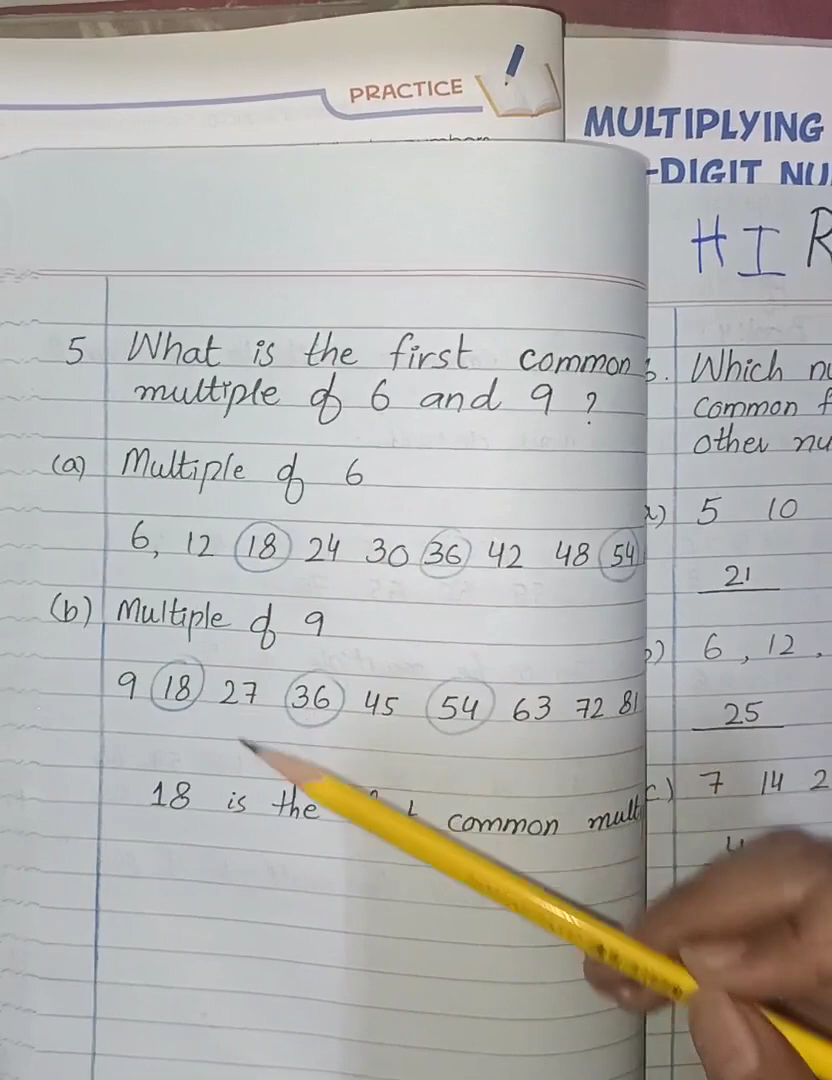 PRACTICE
MULTIPLYING
-DIGIT NU
HIR
5 What is the first common
multiple of 6 and 9 ?
(a) Multiple of 6
6, 12 18 24 30 36 42 48 54
(b) Multiple of 9
9 18 27 36 45 54 63 72 81
18 is the common mult
Which
common
other
5 10
21
6 , 12 ,
25
c) 7 14 2